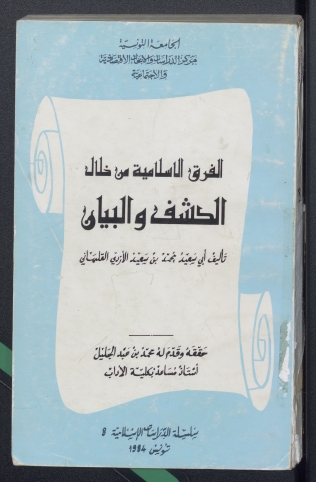 الجامعة التونسية
مركز الدراسات والأبحاث الاقتصادية
والاجتماعية
الفرق الإسلامية من خلال
الكشف والبيان
تأليف أبي سعيد محمد بن سعيد الأزدي القلهاتي
حققه وقدم له محمد بن عبد الجليل
أستاذ مساعد بكلية الآداب
سلسلة الدراسات الإسلامية 8
تونس 1984